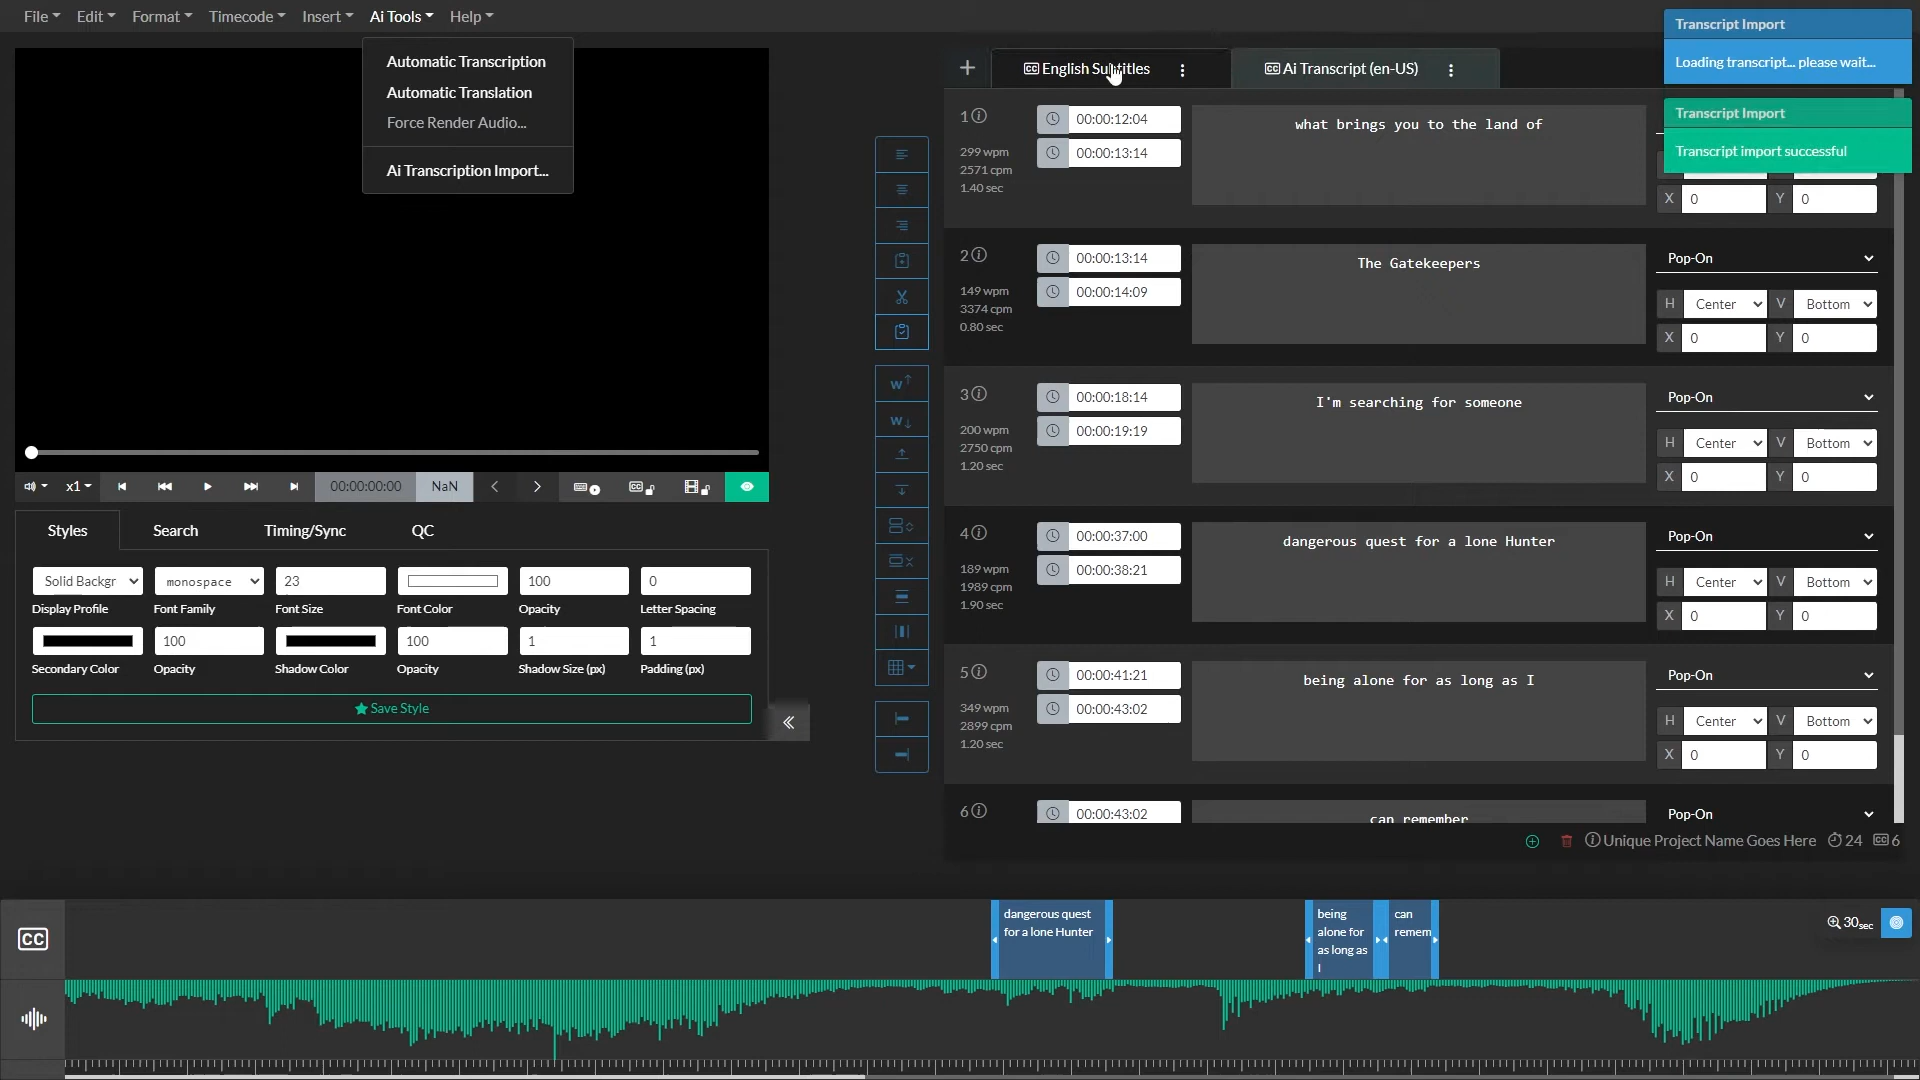 File Edit Format Timecode Insert Ai Tools Help
Automatic Transcription
Automatic Translation
Force Render Audio...
Ai Transcription Import...
x1 00:00:00:00 NaN
Styles Search Timing/Sync QC
Solid Backgr monospace 23 100 0
Display Profile Font Family Font Size Font Color Opacity Letter Spacing
100 100 1 1
Secondary Color Opacity Shadow Color Opacity Shadow Size (px) Padding (px)
Save Style
W
W
+ CC English Subtitles CC Ai Transcript (en-US)
1 00:00:12:04 what brings you to the land of
00:00:13:14
299 wpm
2571 cpm
1.40 sec
X 0 Y 0
2 00:00:13:14 The Gatekeepers Pop-On
00:00:14:09
149 wpm
3374 cpm
0.80 sec
H Center V Bottom
X 0 Y 0
3 00:00:18:14 I'm searching for someone Pop-On
00:00:19:19
200 wpm
2750 cpm
1.20 sec
H Center V Bottom
X 0 Y 0
4 00:00:37:00 dangerous quest for a lone Hunter Pop-On
00:00:38:21
189 wpm
1989 cpm
1.90 sec
H Center V Bottom
X 0 Y 0
5 00:00:41:21 being alone for as long as I Pop-On
00:00:43:02
349 wpm
2899 cpm
1.20 sec
H Center V Bottom
X 0 Y 0
6 00:00:43:02 can remember Pop-On
Unique Project Name Goes Here 24 CC 6
Transcript Import
Loading transcript... please wait...
Transcript Import
Transcript import successful
CC
dangerous quest
for a lone Hunter
being
alone for
as long as
I
can
remem
30sec